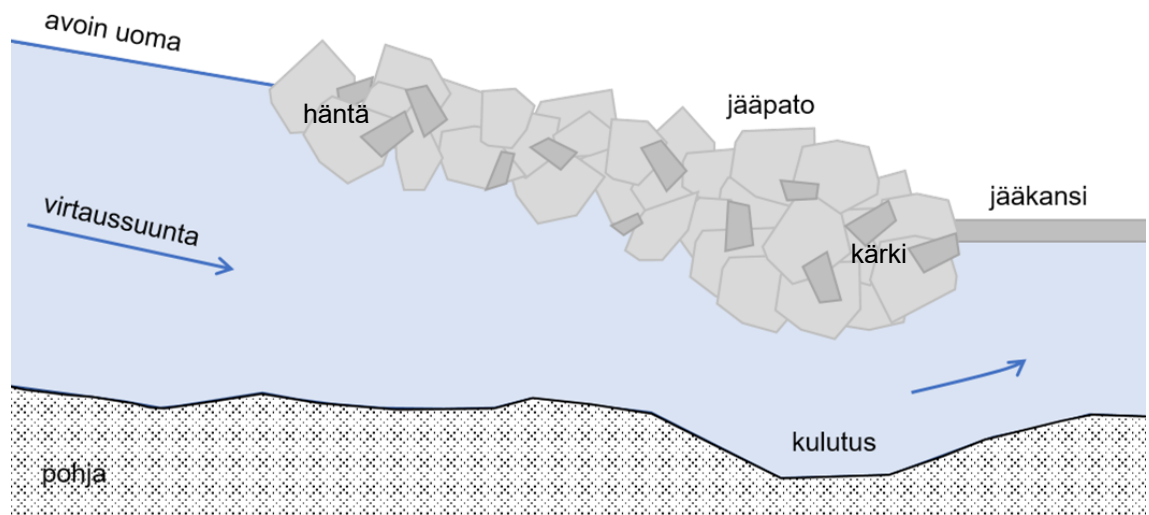 avoin uoma
häntä
jääpato
jääkansi
virtaussuunta
kärki
kulutus
pohja